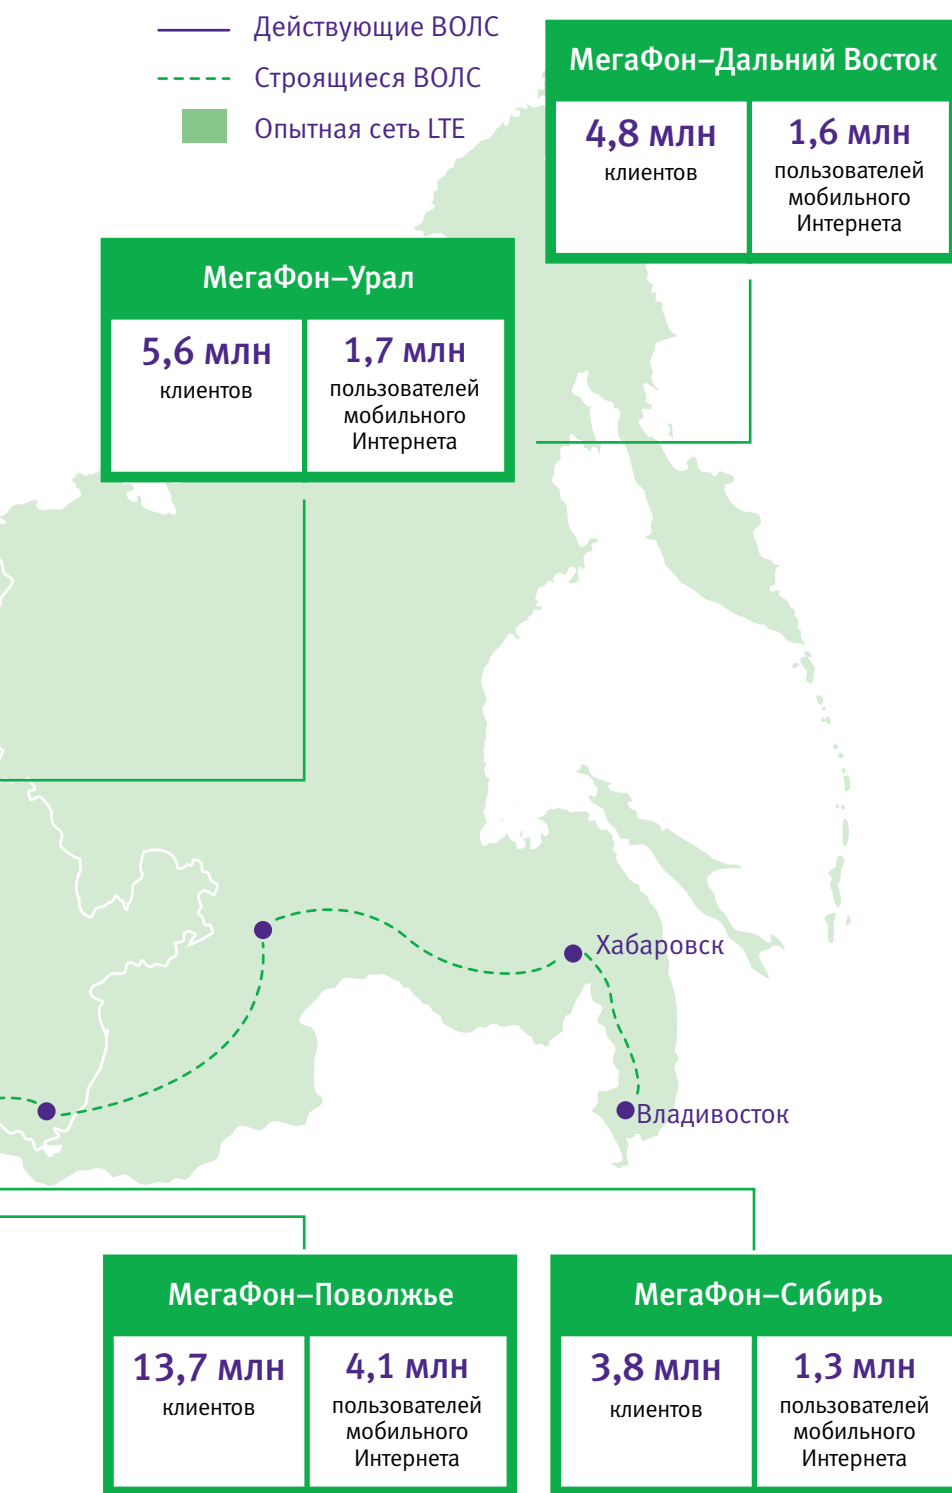 Действующие ВОЛС
Строящиеся ВОЛС
Опытная сеть LTE
МегаФон–Дальний Восток
4,8 млн
клиентов
1,6 млн
пользователей
мобильного
Интернета
МегаФон–Урал
5,6 млн
клиентов
1,7 млн
пользователей
мобильного
Интернета
Хабаровск
Владивосток
МегаФон–Поволжье
13,7 млн
клиентов
4,1 млн
пользователей
мобильного
Интернета
МегаФон–Сибирь
3,8 млн
клиентов
1,3 млн
пользователей
мобильного
Интернета